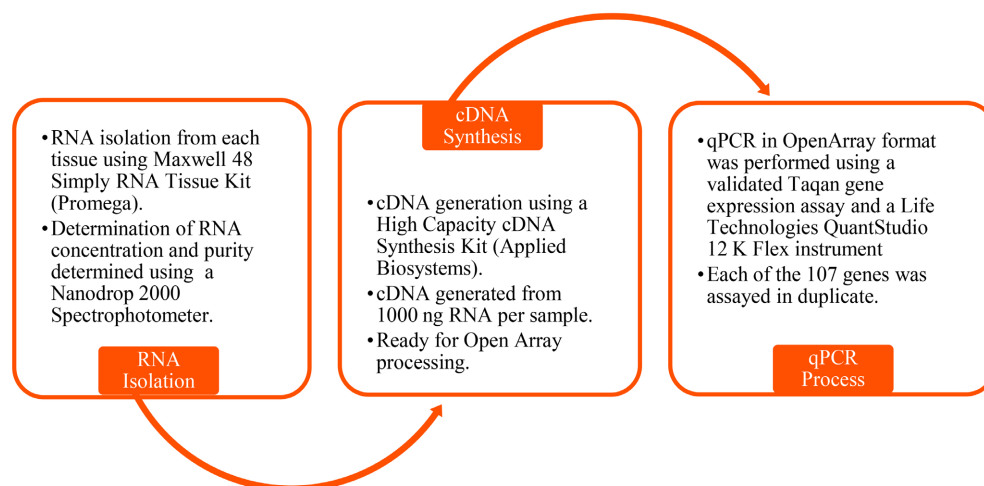 •RNA isolation from each
tissue using Maxwell 48
Simply RNA Tissue Kit
(Promega).
•Determination of RNA
concentration and purity
determined using a
Nanodrop 2000
Spectrophotometer.
RNA
Isolation
cDNA
Synthesis
•cDNA generation using a
High Capacity cDNA
Synthesis Kit (Applied
Biosystems).
•cDNA generated from
1000 ng RNA per sample.
•Ready for Open Array
processing.
•qPCR in OpenArray format
was performed using a
validated Taqan gene
expression assay and a Life
Technologies QuantStudio
12 K Flex instrument
•Each of the 107 genes was
assayed in duplicate.
qPCR
Process